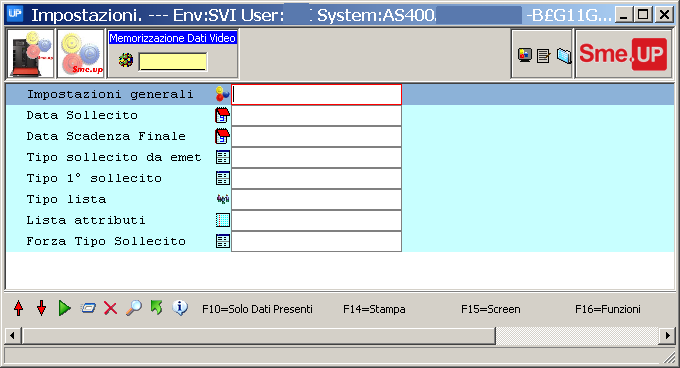 UP Impostazioni. --- Env:SVI User: System:AS400 -B£G11G...
Sme.up
Sme.up
Memorizzazione Dati Video
Sme.UP
Impostazioni generali
Data Sollecito
Data Scadenza Finale
Tipo sollecito da emet
Tipo 1° sollecito
Tipo lista
Lista attributi
Forza Tipo Sollecito
F10=Solo Dati Presenti F14=Stampa F15=Screen F16=Funzioni